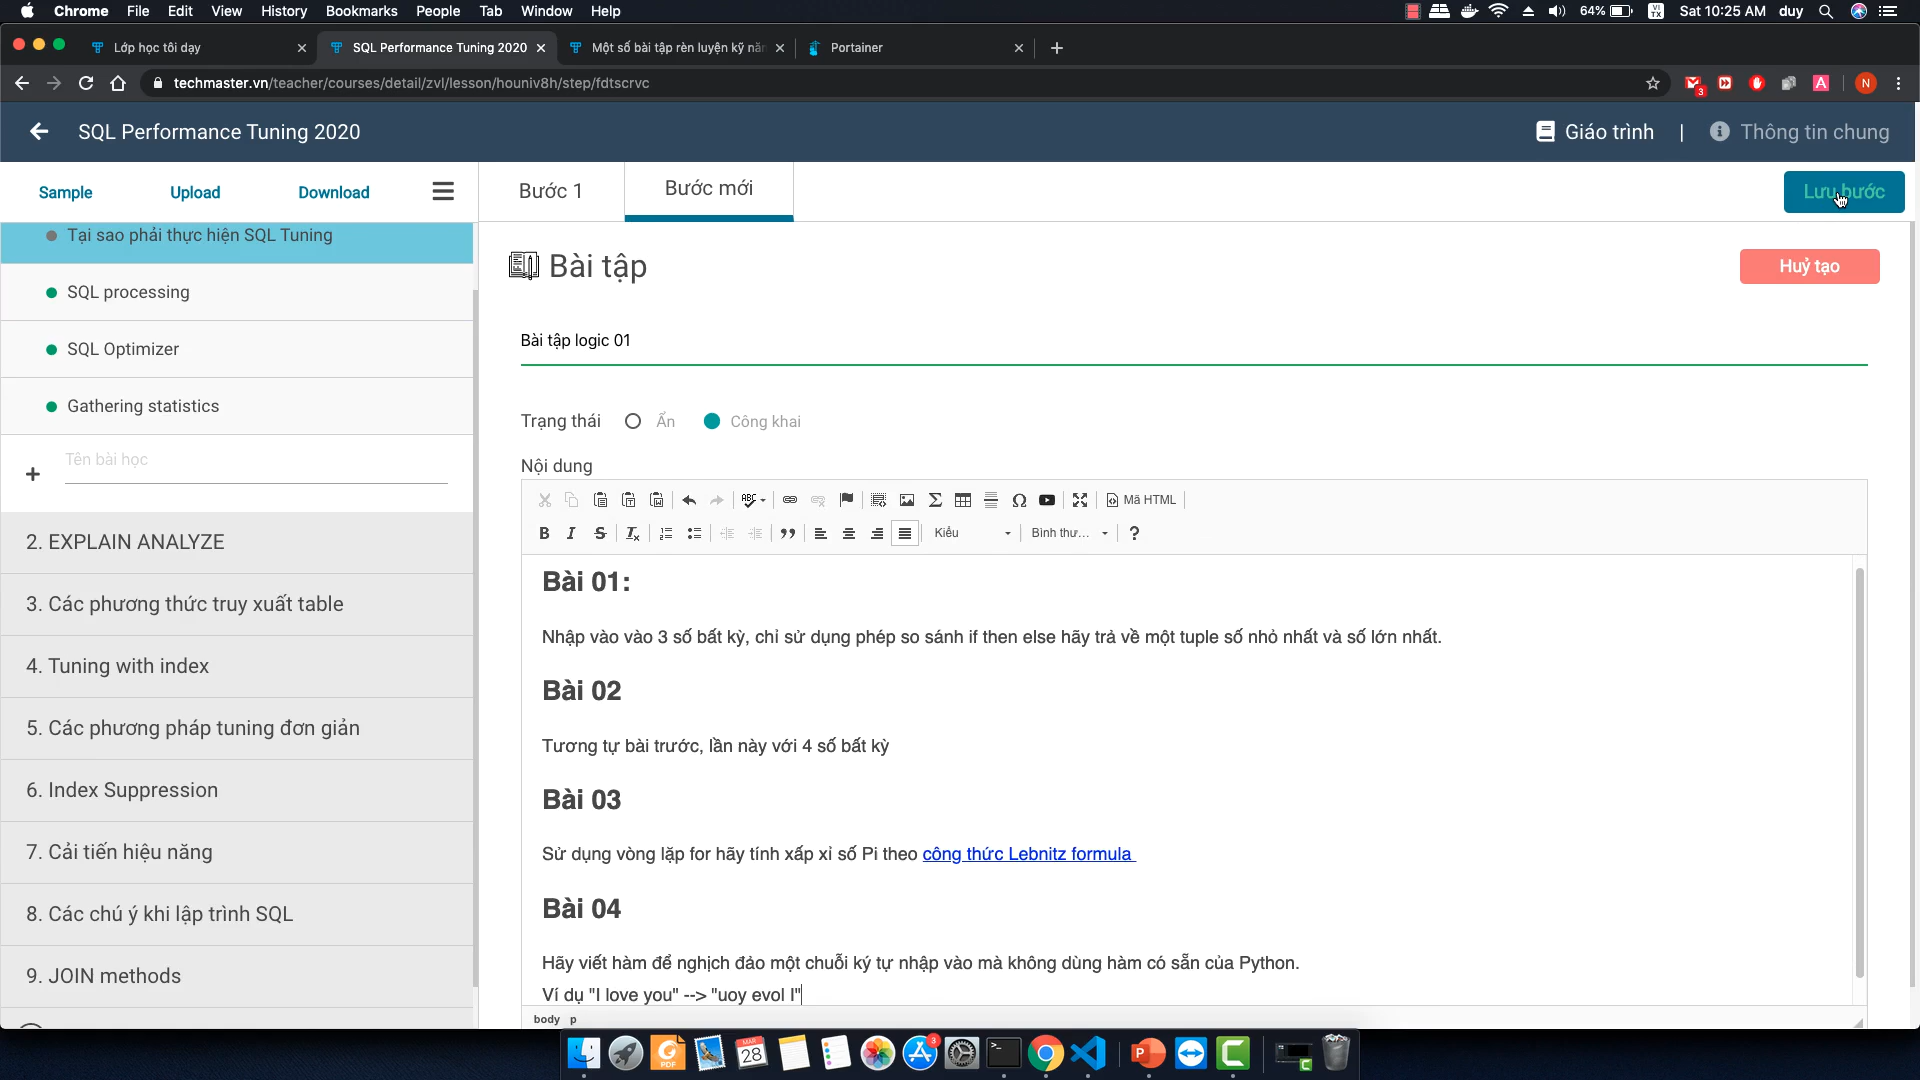 Chrome File Edit View History Bookmarks People Tab Window Help 64% VI TX Sat 10:25 AM duy
Lớp học tôi dạy SQL Performance Tuning 2020 Một số bài tập rèn luyện kỹ năn Portainer
techmaster.vn/teacher/courses/detail/zvl/lesson/houniv8h/step/fdtscrvc 3 A N
SQL Performance Tuning 2020 Giáo trình | Thông tin chung
Sample Upload Download Bước 1 Bước mới Lưu bước
Tại sao phải thực hiện SQL Tuning
SQL processing
SQL Optimizer
Gathering statistics
Tên bài học
2. EXPLAIN ANALYZE
3. Các phương thức truy xuất table
4. Tuning with index
5. Các phương pháp tuning đơn giản
6. Index Suppression
7. Cải tiến hiệu năng
8. Các chú ý khi lập trình SQL
9. JOIN methods
Bài tập Huỷ tạo
Bài tập logic 01
Trạng thái Ẩn Công khai
Nội dung
ABC Σ Ω Mã HTML
B I S Tx Kiểu Bình thư... ?
Bài 01:
Nhập vào vào 3 số bất kỳ, chỉ sử dụng phép so sánh if then else hãy trả về một tuple số nhỏ nhất và số lớn nhất.
Bài 02
Tương tự bài trước, lần này với 4 số bất kỳ
Bài 03
Sử dụng vòng lặp for hãy tính xấp xỉ số Pi theo công thức Lebnitz formula
Bài 04
Hãy viết hàm để nghịch đảo một chuỗi ký tự nhập vào mà không dùng hàm có sẵn của Python.
Ví dụ "I love you" --> "uoy evol I"
body p
PDF MAR 28 3 P C